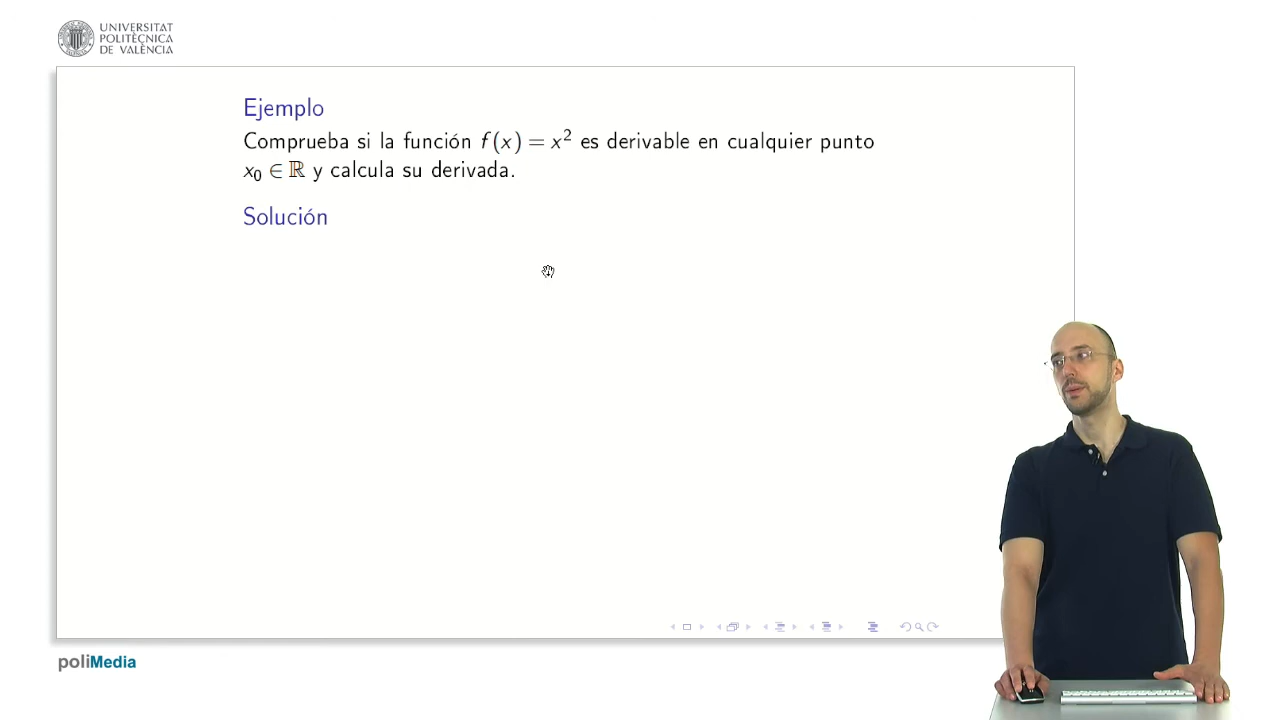 UNIVERSITAT
POLITÈCNICA
DE VALÈNCIA
Ejemplo
Comprueba si la función f(x) = x² es derivable en cualquier punto
x₀ ∈ ℝ y calcula su derivada.
Solución
poliMedia